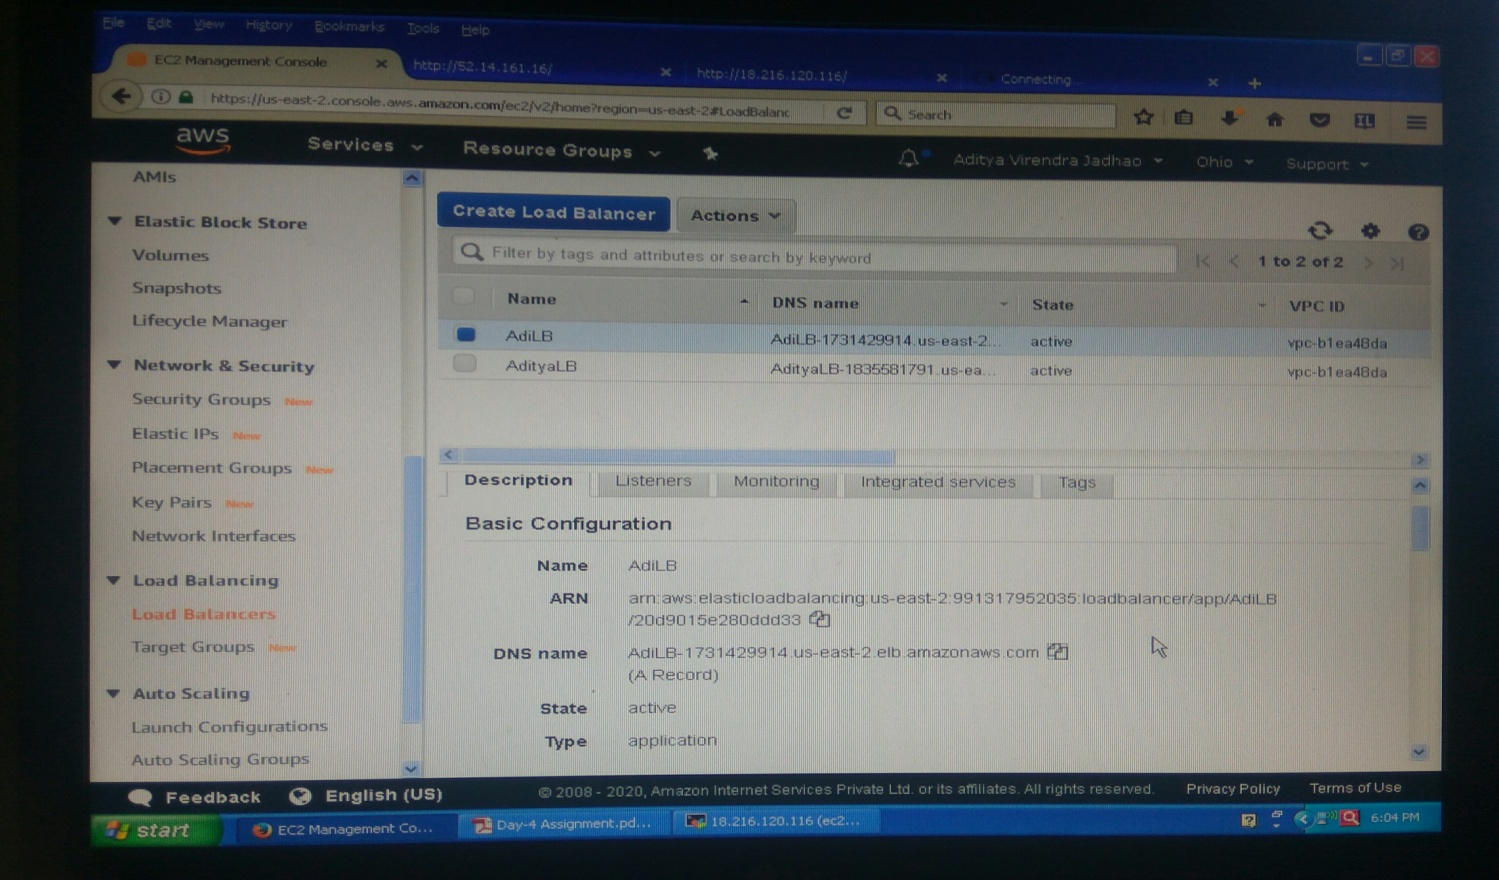 File Edit View History Bookmarks Tools Help
EC2 Management Console
http://52.14.161.16/
http://18.216.120.116/
Connecting...
https://us-east-2.console.aws.amazon.com/ec2/v2/home?region=us-east-2#LoadBalanc
Search
aws
Services
Resource Groups
Aditya Virendra Jadhao
Ohio
Support
AMIs
Elastic Block Store
Volumes
Snapshots
Lifecycle Manager
Network & Security
Security Groups New
Elastic IPs New
Placement Groups New
Key Pairs New
Network Interfaces
Load Balancing
Load Balancers
Target Groups New
Auto Scaling
Launch Configurations
Auto Scaling Groups
Create Load Balancer
Actions
Filter by tags and attributes or search by keyword
1 to 2 of 2
Name DNS name State VPC ID
AdiLB AdiLB-1731429914.us-east-2... active vpc-b1ea48da
AdityaLB AdityaLB-1835581791.us-ea... active vpc-b1ea48da
Description Listeners Monitoring Integrated services Tags
Basic Configuration
Name AdiLB
ARN arn:aws:elasticloadbalancing:us-east-2:991317952035:loadbalancer/app/AdiLB
/20d9015e280ddd33
DNS name AdiLB-1731429914.us-east-2.elb.amazonaws.com
(A Record)
State active
Type application
Feedback English (US)
© 2008 - 2020, Amazon Internet Services Private Ltd. or its affiliates. All rights reserved. Privacy Policy Terms of Use
start
EC2 Management Co...
Day-4 Assignment.pd...
18.216.120.116 (ec2...
6:04 PM